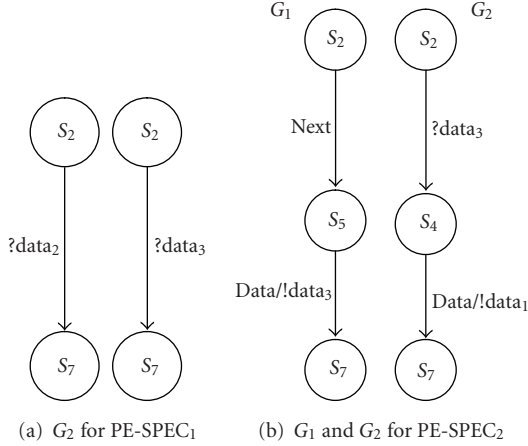 G₁ G₂
S₂ S₂
S₂ S₂
Next ?data₃
S₅ S₄
?data₂ ?data₃
Data/!data₃ Data/!data₁
S₇ S₇ S₇ S₇
(a) G₂ for PE-SPEC₁ (b) G₁ and G₂ for PE-SPEC₂